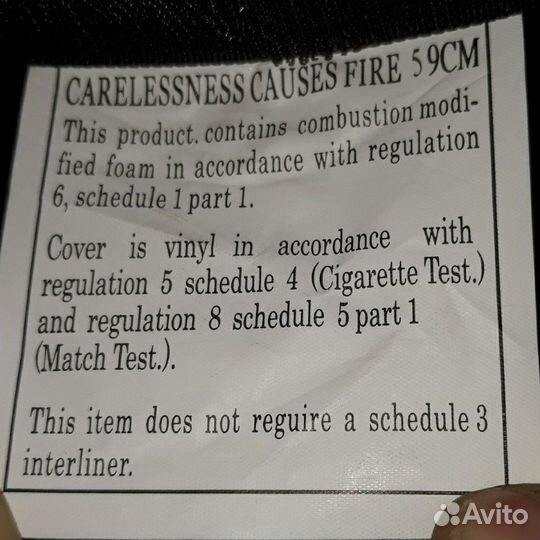 CARELESSNESS CAUSES FIRE 59CM
This product. contains combustion modi-
fied foam in accordance with regulation
6, schedule 1 part 1.
Cover is vinyl in accordance with
regulation 5 schedule 4 (Cigarette Test.)
and regulation 8 schedule 5 part 1
(Match Test.).
This item does not reguire a schedule 3
interliner.
Avito